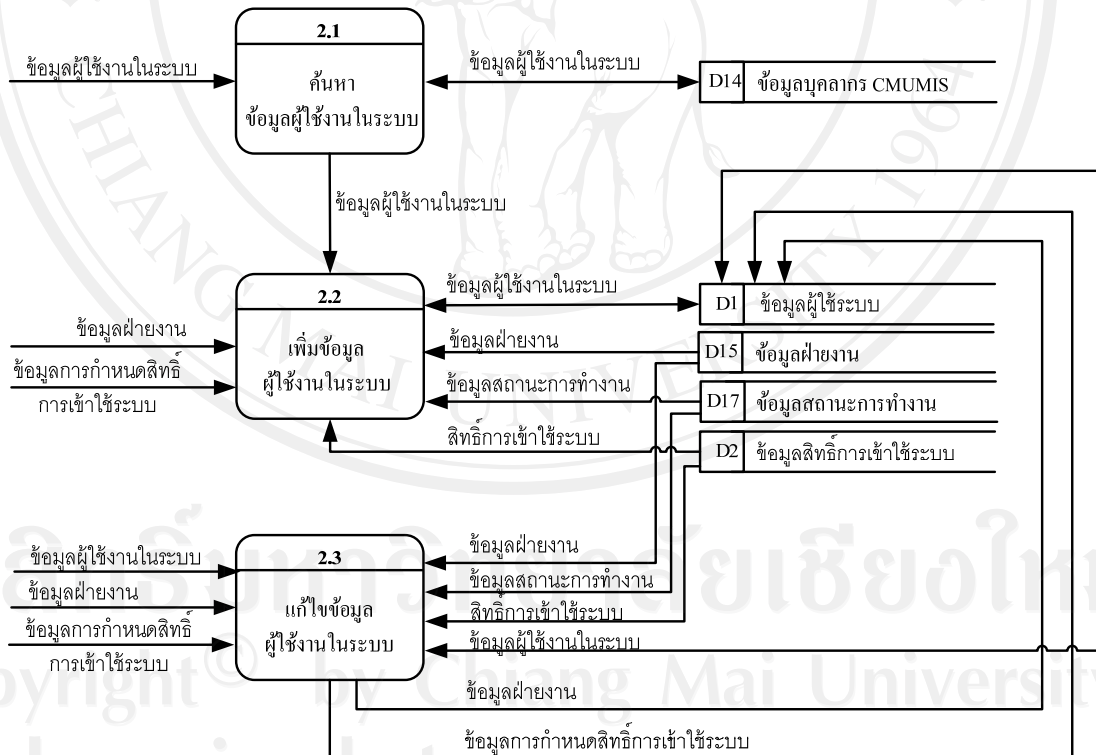 2.1
ข้อมูลผู้ใช้งานในระบบ
ค้นหา
ข้อมูลผู้ใช้งานในระบบ
ข้อมูลผู้ใช้งานในระบบ
D14 ข้อมูลบุคลากร CMUMIS
ข้อมูลผู้ใช้งานในระบบ
2.2
ข้อมูลฝ่ายงาน
ข้อมูลการกำหนดสิทธิ์
การเข้าใช้ระบบ
เพิ่มข้อมูล
ผู้ใช้งานในระบบ
ข้อมูลผู้ใช้งานในระบบ
D1 ข้อมูลผู้ใช้ระบบ
ข้อมูลฝ่ายงาน
D15 ข้อมูลฝ่ายงาน
ข้อมูลสถานะการทำงาน
D17 ข้อมูลสถานะการทำงาน
สิทธิ์การเข้าใช้ระบบ
D2 ข้อมูลสิทธิ์การเข้าใช้ระบบ
2.3
ข้อมูลผู้ใช้งานในระบบ
ข้อมูลฝ่ายงาน
ข้อมูลการกำหนดสิทธิ์
การเข้าใช้ระบบ
แก้ไขข้อมูล
ผู้ใช้งานในระบบ
ข้อมูลฝ่ายงาน
ข้อมูลสถานะการทำงาน
สิทธิ์การเข้าใช้ระบบ
ข้อมูลผู้ใช้งานในระบบ
ข้อมูลฝ่ายงาน
ข้อมูลการกำหนดสิทธิ์การเข้าใช้ระบบ
CHIANG MAI UNIVERSITY 1964
by Chiang Mai University